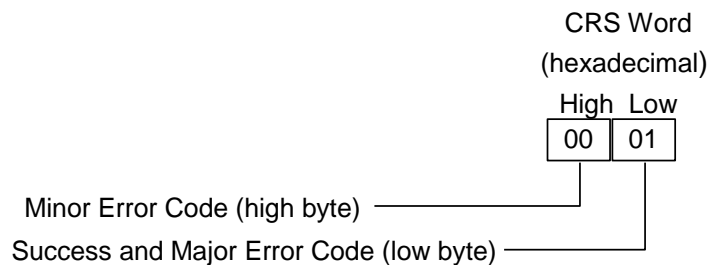 CRS Word
(hexadecimal)
High Low
00 01
Minor Error Code (high byte)
Success and Major Error Code (low byte)